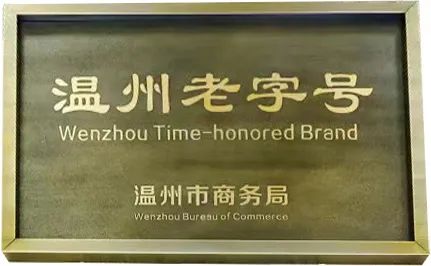 温州老字号
Wenzhou Time-honored Brand
温州市商务局
Wenzhou Bureau of Commerce